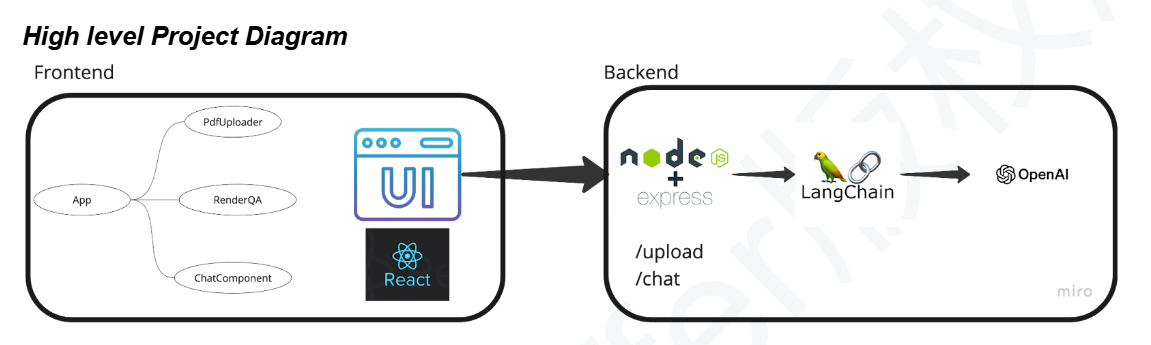 High level Project Diagram
Frontend
Backend
PdfUploader
App
RenderQA
ChatComponent
UI
React
node
JS
+
express
LangChain
OpenAI
/upload
/chat
miro